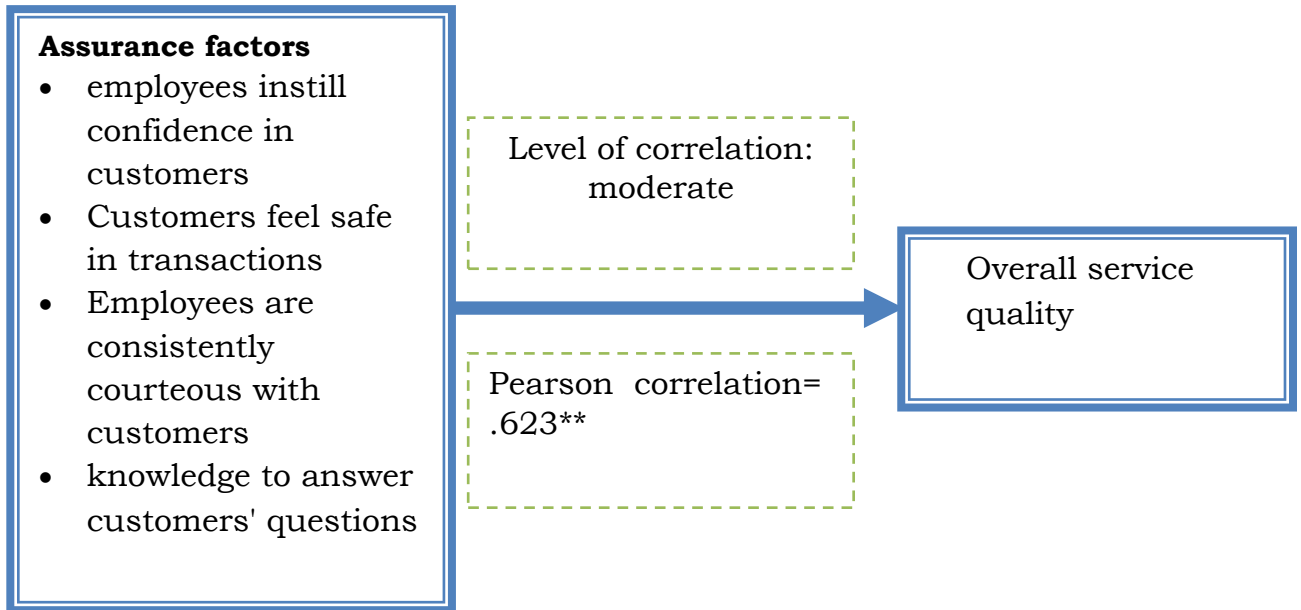 Assurance factors
• employees instill
confidence in
customers
• Customers feel safe
in transactions
• Employees are
consistently
courteous with
customers
• knowledge to answer
customers' questions
Level of correlation:
moderate
Pearson correlation=
.623**
Overall service
quality